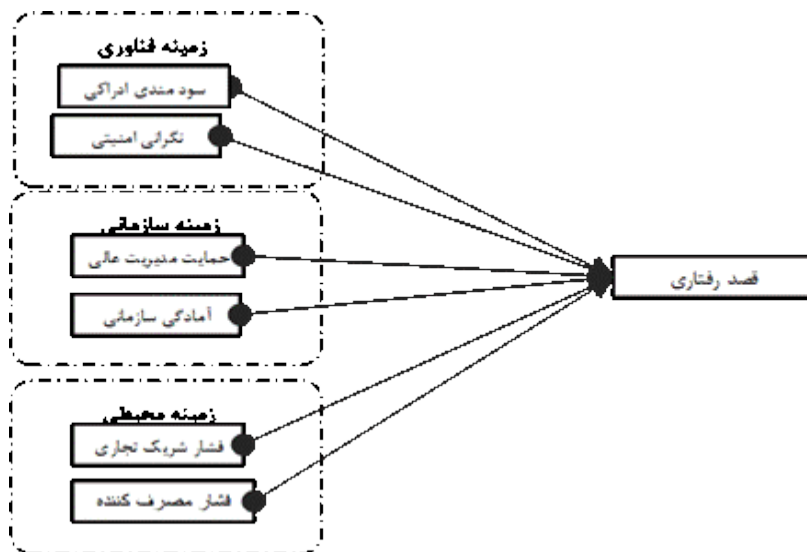 زمینه فناوری
سود مندی ادراکی
نگرانی امنیتی
زمینه سازمانی
حمایت مدیریت عالی
آمادگی سازمانی
قصد رفتاری
زمینه محیطی
فشار شریک تجاری
فشار مصرف کننده